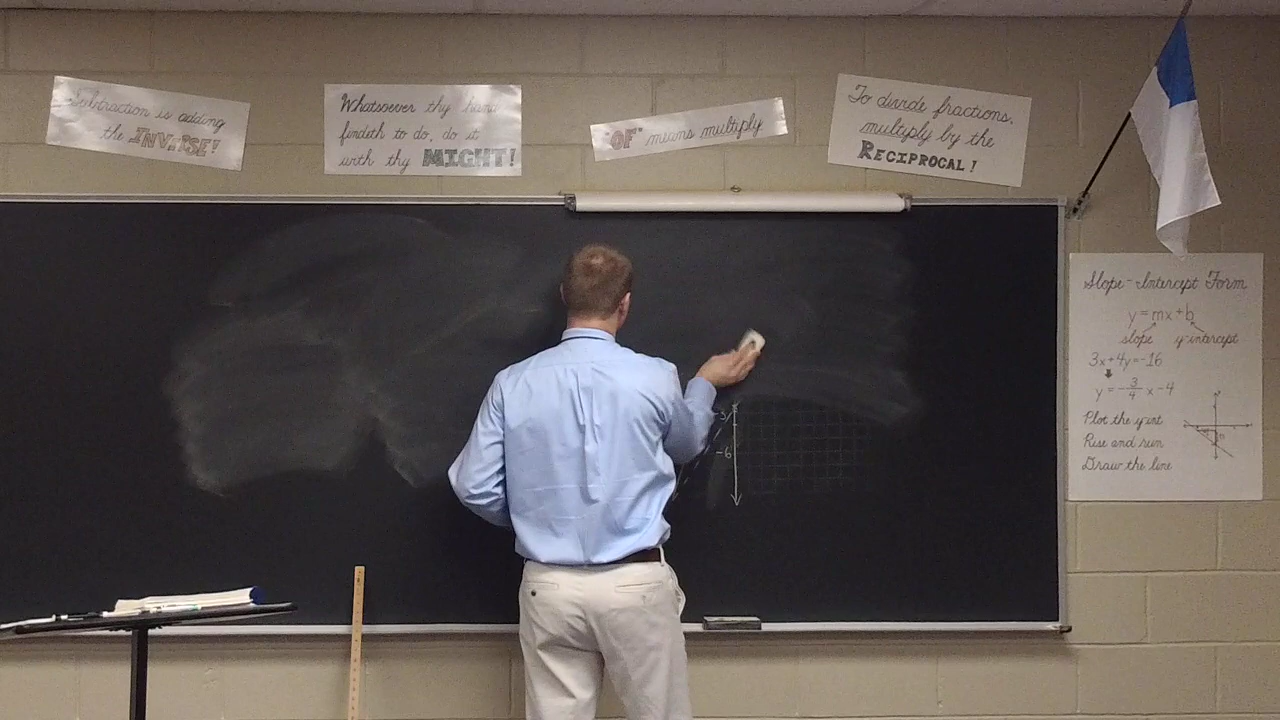 Subtraction is adding
the INVERSE!
Whatsoever thy hand
findeth to do, do it
with thy MIGHT!
"OF" means multiply
To divide fractions,
multiply by the
RECIPROCAL!
Slope-Intercept Form
y=mx+b
slope y-intercept
3x+4y=-16
y=-3/4x-4
Plot the y-int
Rise and run
Draw the line
-3
-6